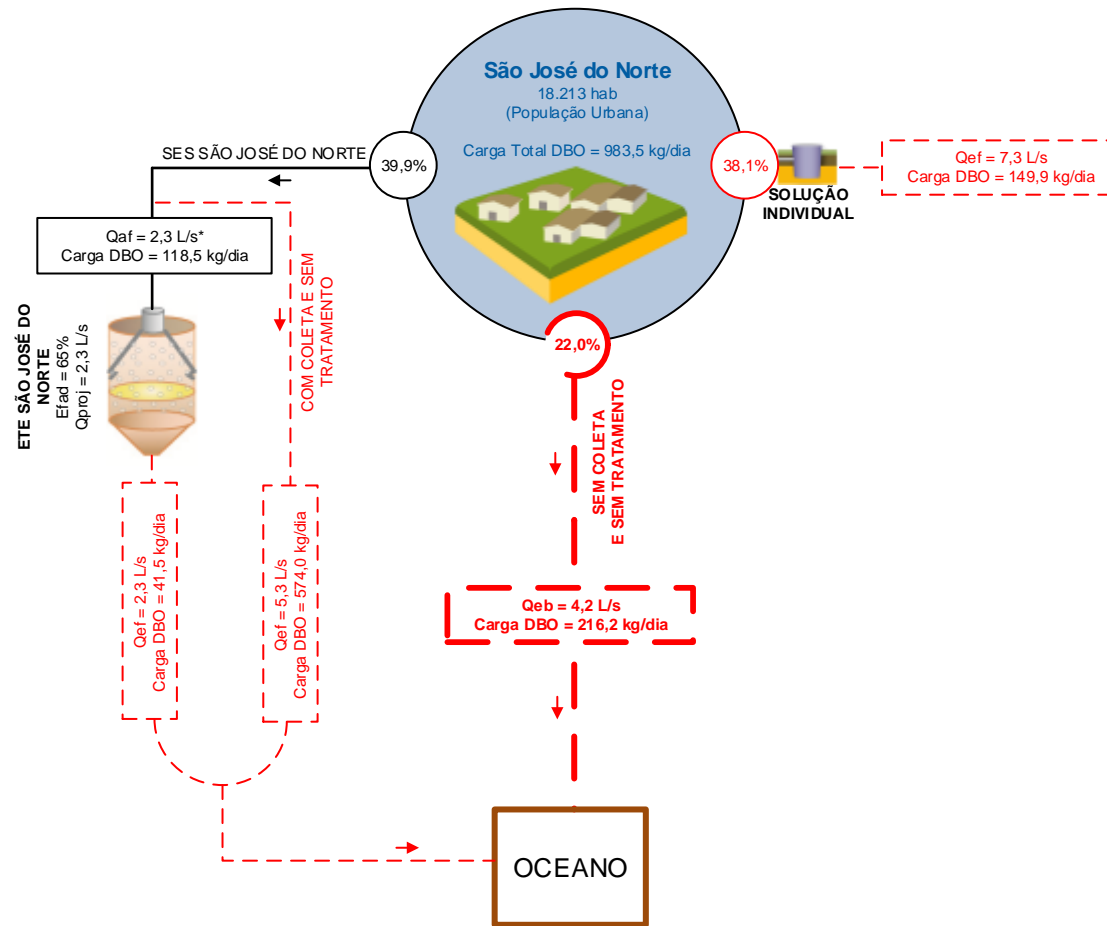 São José do Norte
18.213 hab
(População Urbana)
Carga Total DBO = 983,5 kg/dia
SES SÃO JOSÉ DO NORTE
39,9%
38,1%
SOLUÇÃO
INDIVIDUAL
Qef = 7,3 L/s
Carga DBO = 149,9 kg/dia
Qaf = 2,3 L/s*
Carga DBO = 118,5 kg/dia
ETE SÃO JOSÉ DO
NORTE
Efad = 65%
Qproj = 2,3 L/s
COM COLETA E SEM
TRATAMENTO
22,0%
SEM COLETA
E SEM TRATAMENTO
Qef = 2,3 L/s
Carga DBO = 41,5 kg/dia
Qef = 5,3 L/s
Carga DBO = 574,0 kg/dia
Qeb = 4,2 L/s
Carga DBO = 216,2 kg/dia
OCEANO